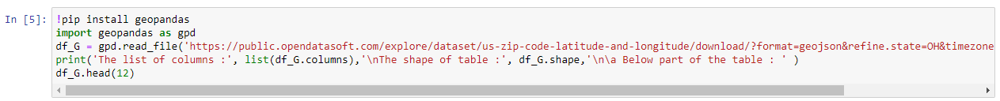 In [5]: !pip install geopandas
import geopandas as gpd
df_G = gpd.read_file('https://public.opendatasoft.com/explore/dataset/us-zip-code-latitude-and-longitude/download/?format=geojson&refine.state=OH&timezone
print('The list of columns :', list(df_G.columns),'\nThe shape of table :', df_G.shape,'\n\a Below part of the table : ' )
df_G.head(12)